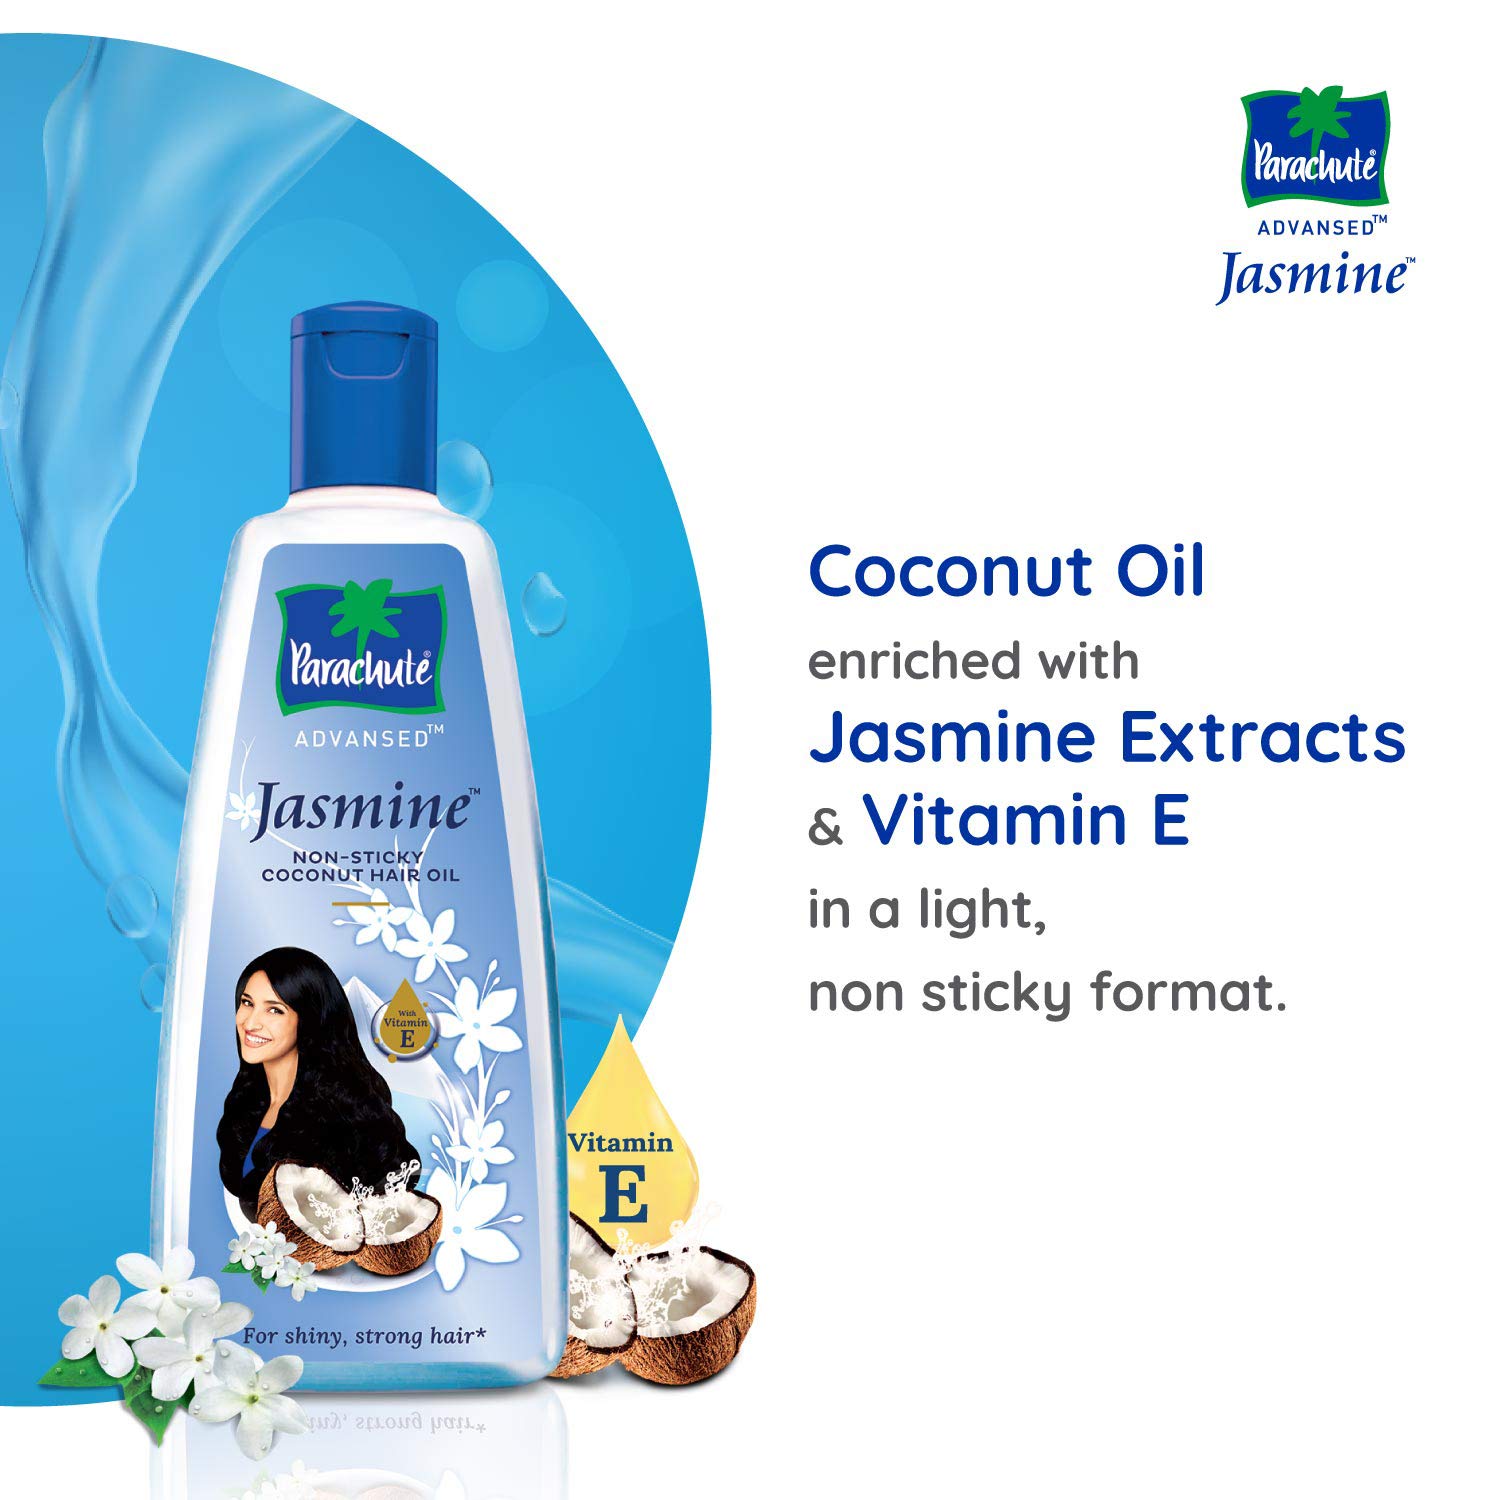 Parachute®
ADVANSED™
Jasmine™
Parachute®
ADVANSED™
Jasmine™
NON-STICKY
COCONUT HAIR OIL
With
Vitamin
E
For shiny, strong hair*
Vitamin
E
Coconut Oil
enriched with
Jasmine Extracts
& Vitamin E
in a light,
non sticky format.